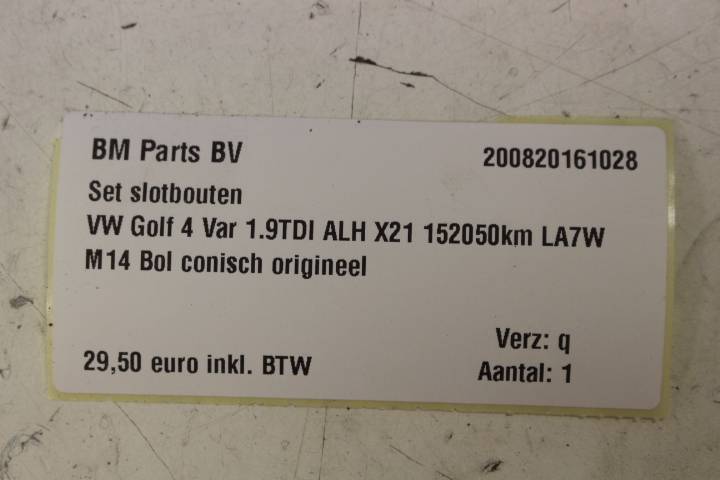 BM Parts BV 200820161028
Set slotbouten
VW Golf 4 Var 1.9TDI ALH X21 152050km LA7W
M14 Bol conisch origineel
Verz: q
29,50 euro inkl. BTW Aantal: 1